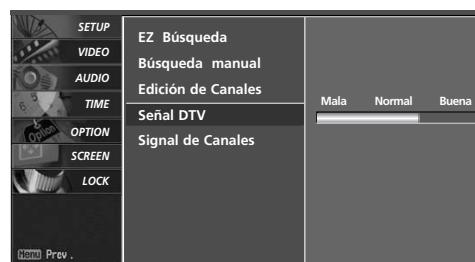 SETUP
VIDEO
AUDIO
TIME
OPTION
SCREEN
LOCK
Menu Prev .
EZ Búsqueda
Búsqueda manual
Edición de Canales
Señal DTV
Signal de Canales
Mala Normal Buena